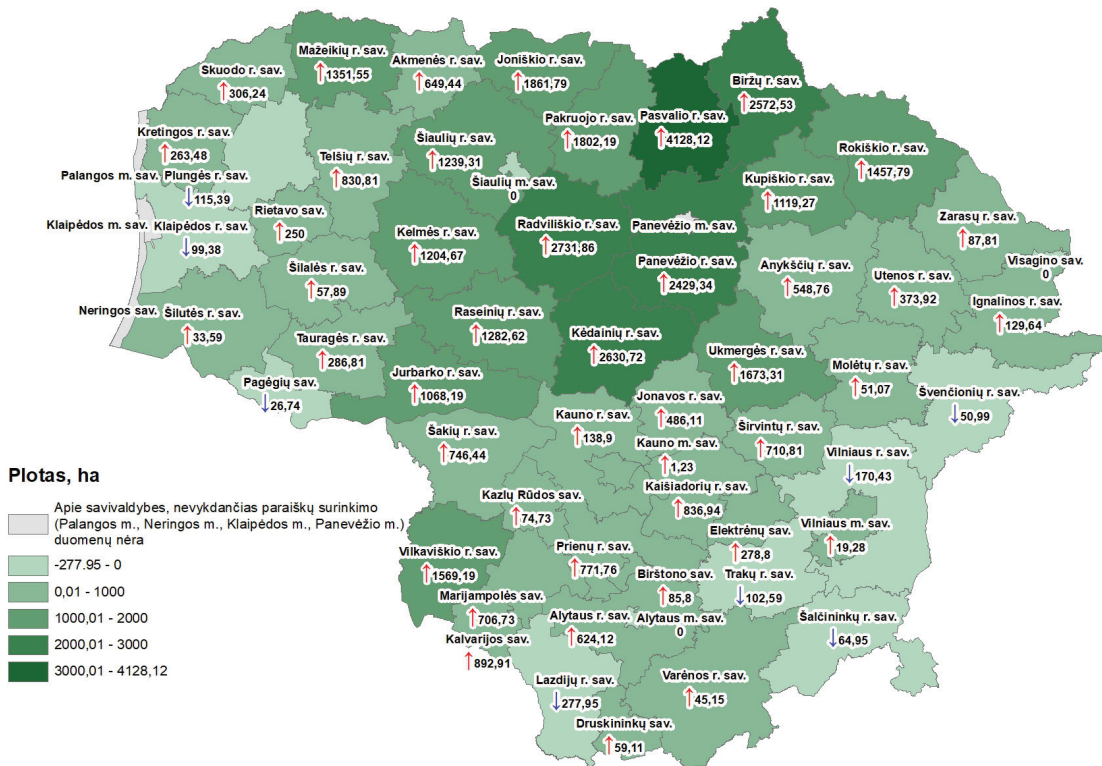 Mažeikių r. sav.
↑1351,55
Akmenės r. sav.
↑649,44
Joniškio r. sav.
↑1861,79
Skuodo r. sav.
↑306,24
Biržų r. sav.
↑2572,53
Pakruojo r. sav.
↑1802,19
Pasvalio r. sav.
↑4128,12
Kretingos r. sav.
↑263,48
Šiaulių r. sav.
↑1239,31
Telšių r. sav.
↑830,81
Rokiškio r. sav.
↑1457,79
Palangos m. sav.
Plungės r. sav.
↓115,39
Šiaulių m. sav.
0
Kupiškio r. sav.
↑1119,27
Rietavo sav.
↑250
Klaipėdos m. sav.
Klaipėdos r. sav.
↓99,38
Kelmės r. sav.
↑1204,67
Radviliškio r. sav.
↑2731,86
Panevėžio m. sav.
Zarasų r. sav.
↑87,81
Šilalės r. sav.
↑57,89
Panevėžio r. sav.
↑2429,34
Anykščių r. sav.
↑548,76
Utenos r. sav.
↑373,92
Visagino sav.
0
Neringos sav.
Šilutės r. sav.
↑33,59
Raseinių r. sav.
↑1282,62
Ignalinos r. sav.
↑129,64
Tauragės r. sav.
↑286,81
Kėdainių r. sav.
↑2630,72
Ukmergės r. sav.
↑1673,31
Molėtų r. sav.
↑51,07
Pagėgių sav.
↓26,74
Jurbarko r. sav.
↑1068,19
Jonavos r. sav.
↑486,11
Švenčionių r. sav.
↓50,99
Kauno r. sav.
↑138,9
Širvintų r. sav.
↑710,81
Šakių r. sav.
↑746,44
Kauno m. sav.
↑1,23
Vilniaus r. sav.
↓170,43
Kaišiadorių r. sav.
↑836,94
Kazlų Rūdos sav.
↑74,73
Elektrėnų sav.
↑278,8
Vilniaus m. sav.
↑19,28
Vilkaviškio r. sav.
↑1569,19
Prienų r. sav.
↑771,76
Birštono sav.
↑85,8
Trakų r. sav.
↓102,59
Marijampolės sav.
↑706,73
Alytaus r. sav.
↑624,12
Alytaus m. sav.
0
Šalčininkų r. sav.
↓64,95
Kalvarijos sav.
↑892,91
Lazdijų r. sav.
↓277,95
Varėnos r. sav.
↑45,15
Druskininkų sav.
↑59,11
Plotas, ha
Apie savivaldybes, nevykdančias paraiškų surinkimo
(Palangos m., Neringos m., Klaipėdos m., Panevėžio m.)
duomenų nėra
-277.95 - 0
0,01 - 1000
1000,01 - 2000
2000,01 - 3000
3000,01 - 4128,12